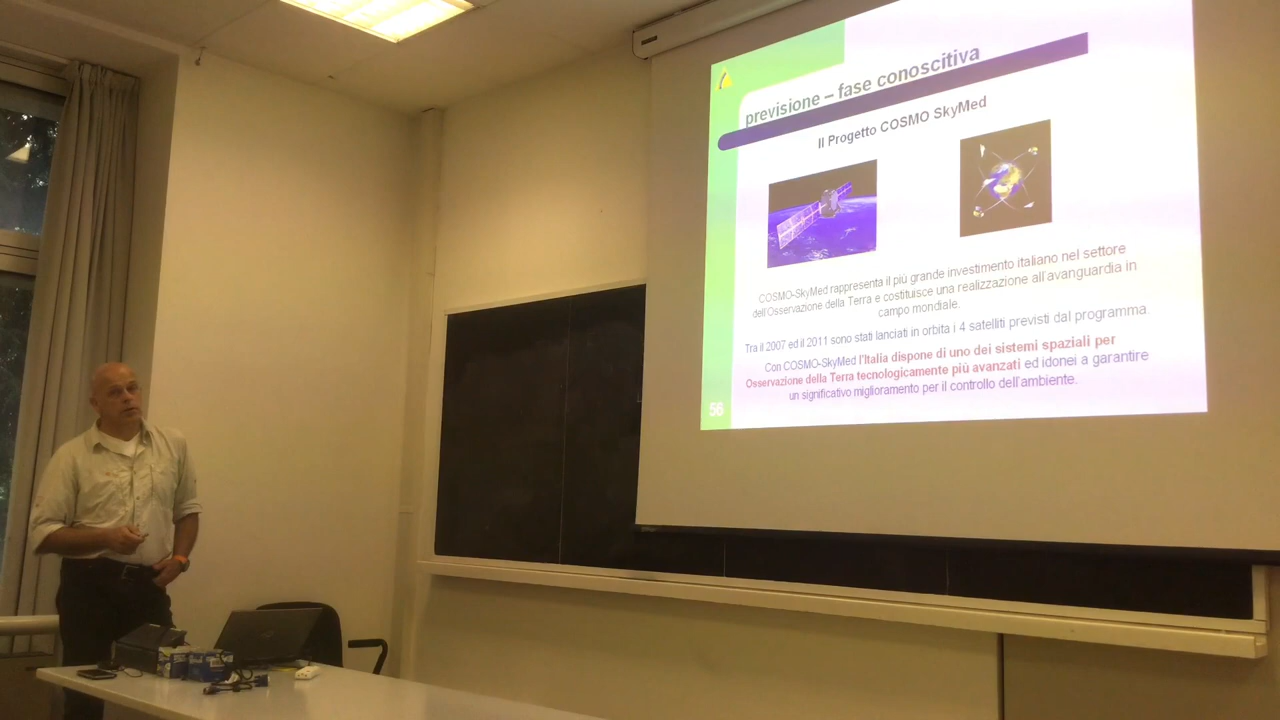 previsione – fase conoscitiva
Il Progetto COSMO SkyMed
COSMO-SkyMed rappresenta il più grande investimento italiano nel settore
dell'Osservazione della Terra e costituisce una realizzazione all'avanguardia in
campo mondiale.
Tra il 2007 ed il 2011 sono stati lanciati in orbita i 4 satelliti previsti dal programma.
Con COSMO-SkyMed l'Italia dispone di uno dei sistemi spaziali per
Osservazione della Terra tecnologicamente più avanzati ed idonei a garantire
un significativo miglioramento per il controllo dell'ambiente.
56